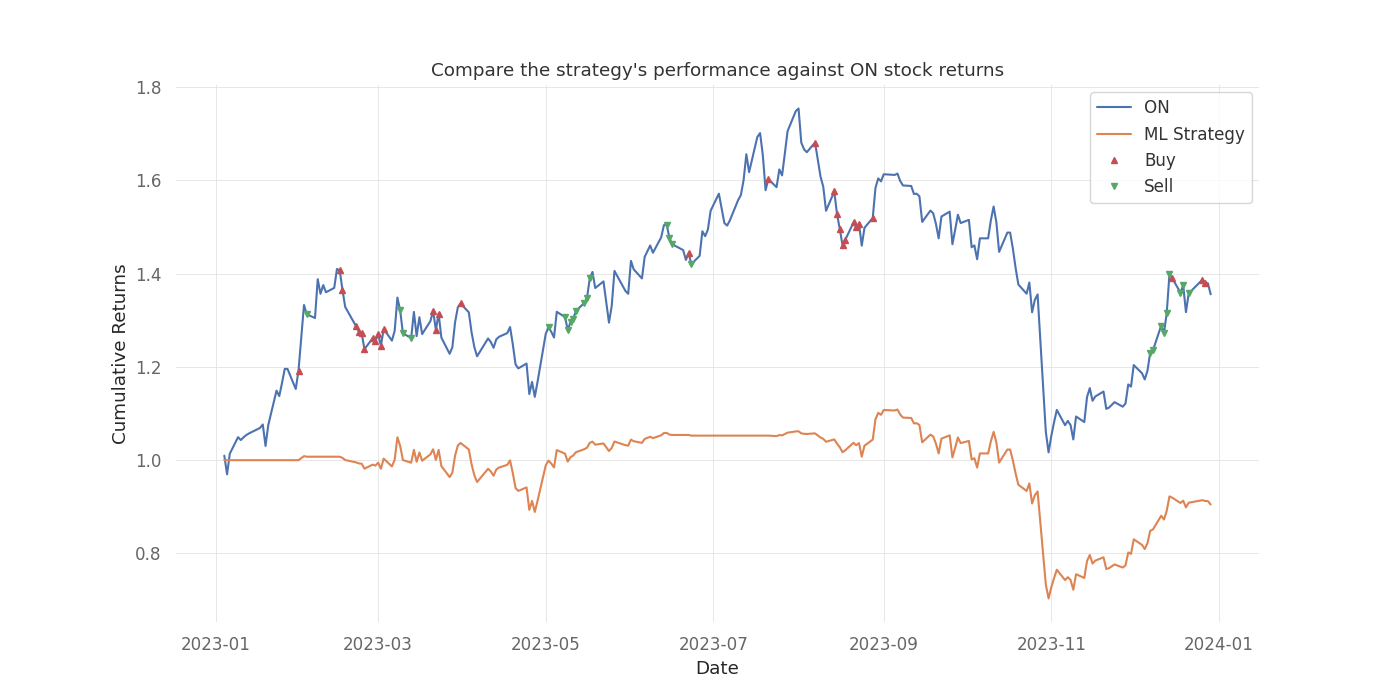 Compare the strategy's performance against ON stock returns
Cumulative Returns
1.8
1.6
1.4
1.2
1.0
0.8
ON
ML Strategy
Buy
Sell
2023-01
2023-03
2023-05
2023-07
2023-09
2023-11
2024-01
Date